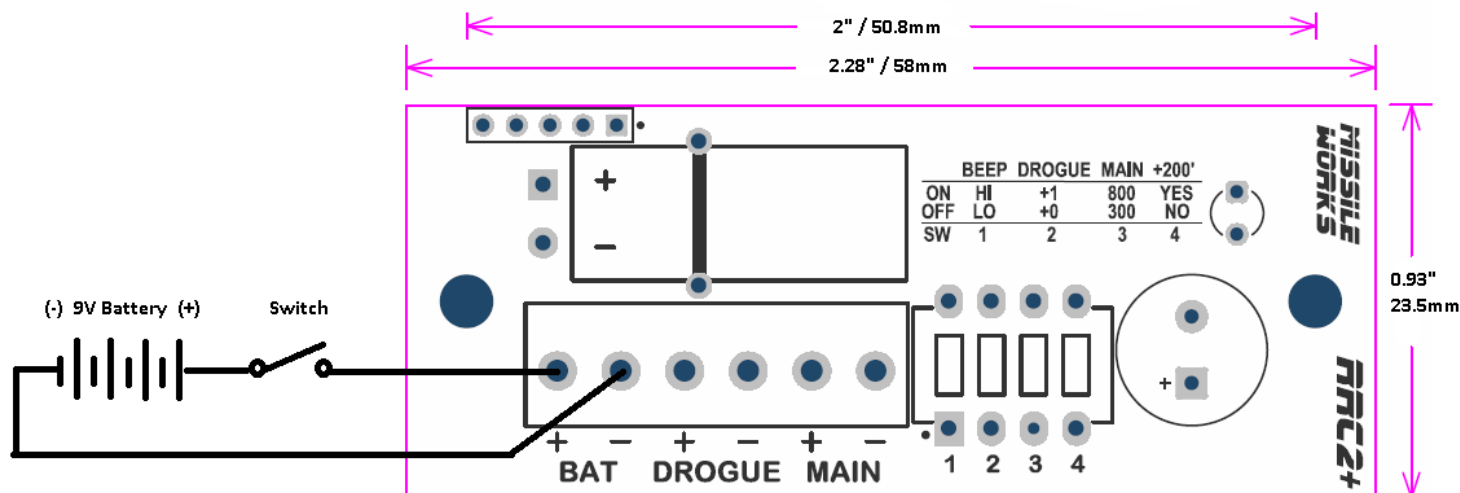 2" / 50.8mm
2.28" / 58mm
MISSILE
WORKS
BEEP DROGUE MAIN +200'
ON HI +1 800 YES
OFF LO +0 300 NO
SW 1 2 3 4
+
−
0.93"
23.5mm
(-) 9V Battery (+)
Switch
RRC2+
+
+ − + − + −
BAT DROGUE MAIN
1 2 3 4